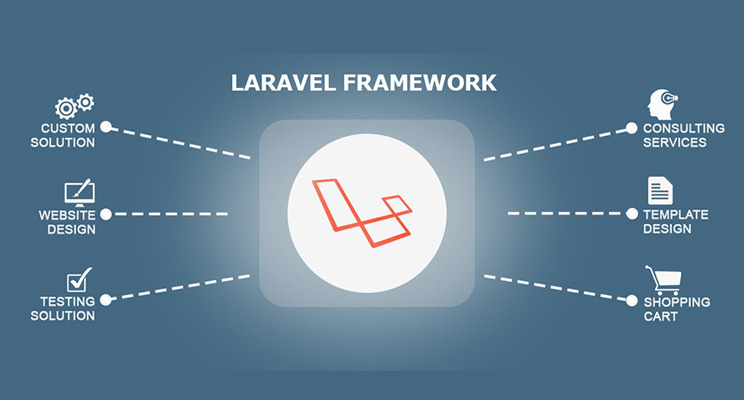 LARAVEL FRAMEWORK
CUSTOM
SOLUTION
WEBSITE
DESIGN
TESTING
SOLUTION
CONSULTING
SERVICES
TEMPLATE
DESIGN
SHOPPING
CART